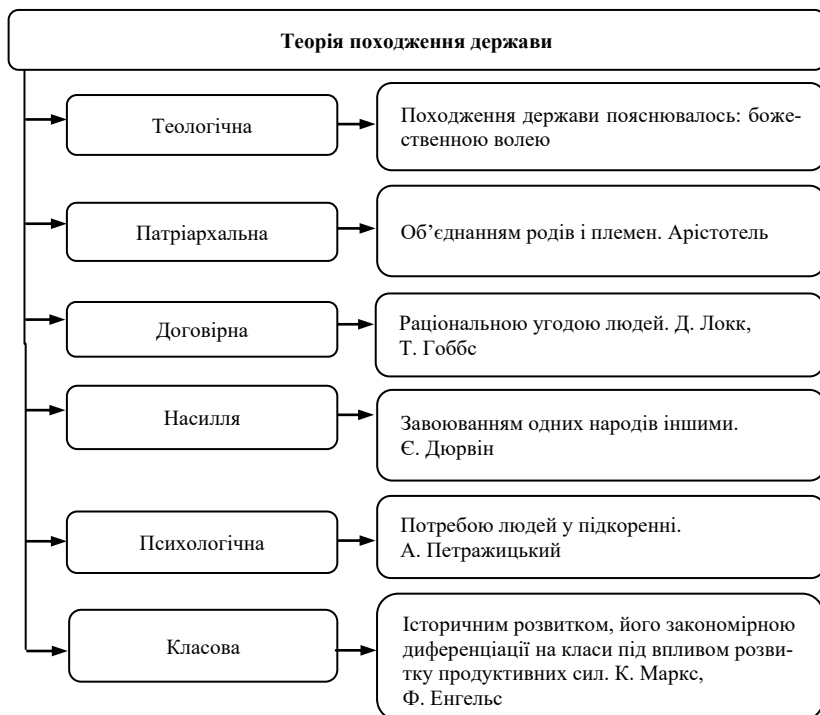 Теорія походження держави
Теологічна
Походження держави пояснювалось: боже-
ственною волею
Патріархальна
Об’єднанням родів і племен. Арістотель
Договірна
Раціональною угодою людей. Д. Локк,
Т. Гоббс
Насилля
Завоюванням одних народів іншими.
Є. Дюрвін
Психологічна
Потребою людей у підкоренні.
А. Петражицький
Класова
Історичним розвитком, його закономірною
диференціації на класи під впливом розви-
тку продуктивних сил. К. Маркс,
Ф. Енгельс